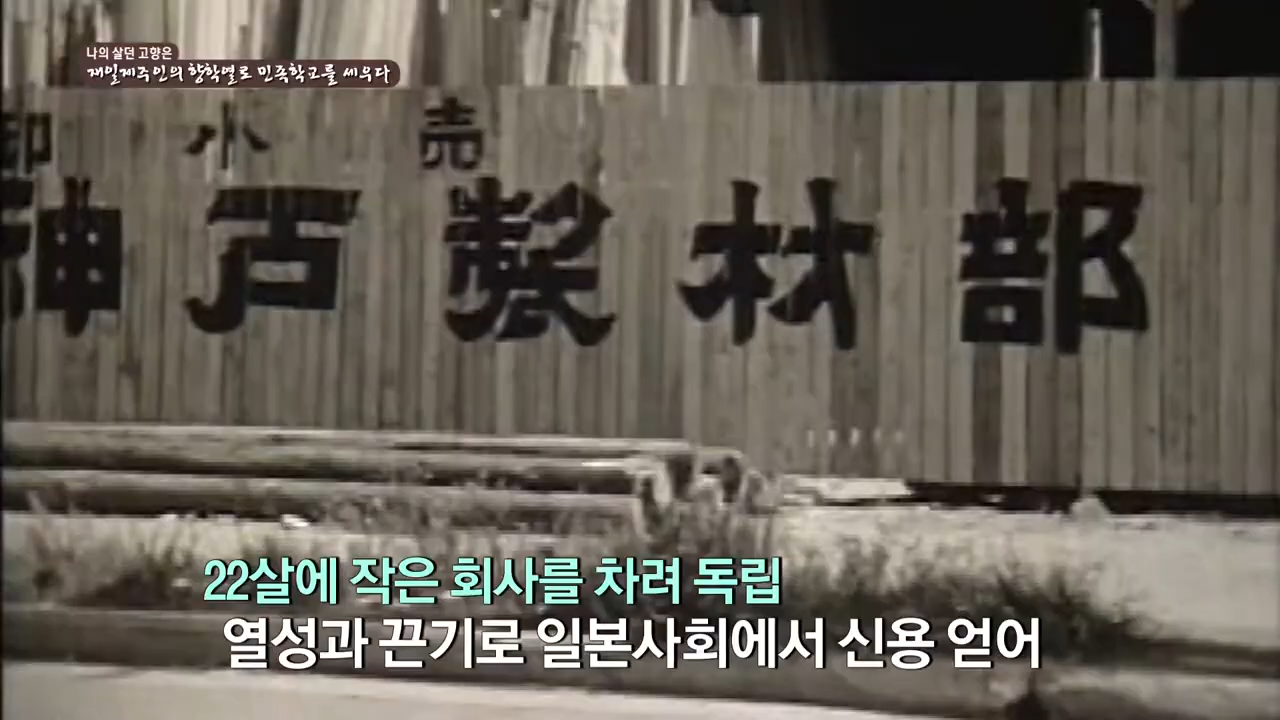 나의 살던 고향은
재일제주인의 향학열로 민족학교를 세우다
卸 小 売
神戸製材部
22살에 작은 회사를 차려 독립
열성과 끈기로 일본사회에서 신용 얻어